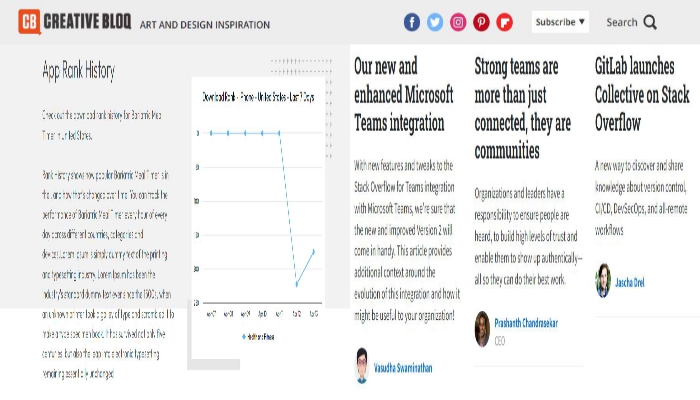 CB CREATIVE BLOQ ART AND DESIGN INSPIRATION
Subscribe ▼
Search
App Rank History
Check out the download rank history for Bariatric Meal
Timer in United States.
Rank History shows how popular Bariatric Meal Timer is in
the , and how that's changed over time. You can track the
performance of Bariatric Meal Timer every hour of every
day across different countries, categories and
devices.Lorem Ipsum is simply dummy text of the printing
and typesetting industry. Lorem Ipsum has been the
industry's standard dummy text ever since the 1500s, when
an unknown printer took a galley of type and scrambled it to
make a type specimen book. It has survived not only five
centuries, but also the leap into electronic typesetting,
remaining essentially unchanged
Download Rank - iPhone - United States - Last 7 Days
Health and Fitness
Our new and
enhanced Microsoft
Teams integration
With new features and tweaks to the
Stack Overflow for Teams integration
with Microsoft Teams, we're sure that
the new and improved Version 2 will
come in handy. This article provides
additional context around the
evolution of this integration and how it
might be useful to your organization!
Vasudha Swaminathan
Strong teams are
more than just
connected, they are
communities
Organizations and leaders have a
responsibility to ensure people are
heard, to build high levels of trust and
enable them to show up authentically—
all so they can do their best work.
Prashanth Chandrasekar
CEO
GitLab launches
Collective on Stack
Overflow
A new way to discover and share
knowledge about version control,
CI/CD, DevSecOps, and all-remote
workflows
Jascha Drel